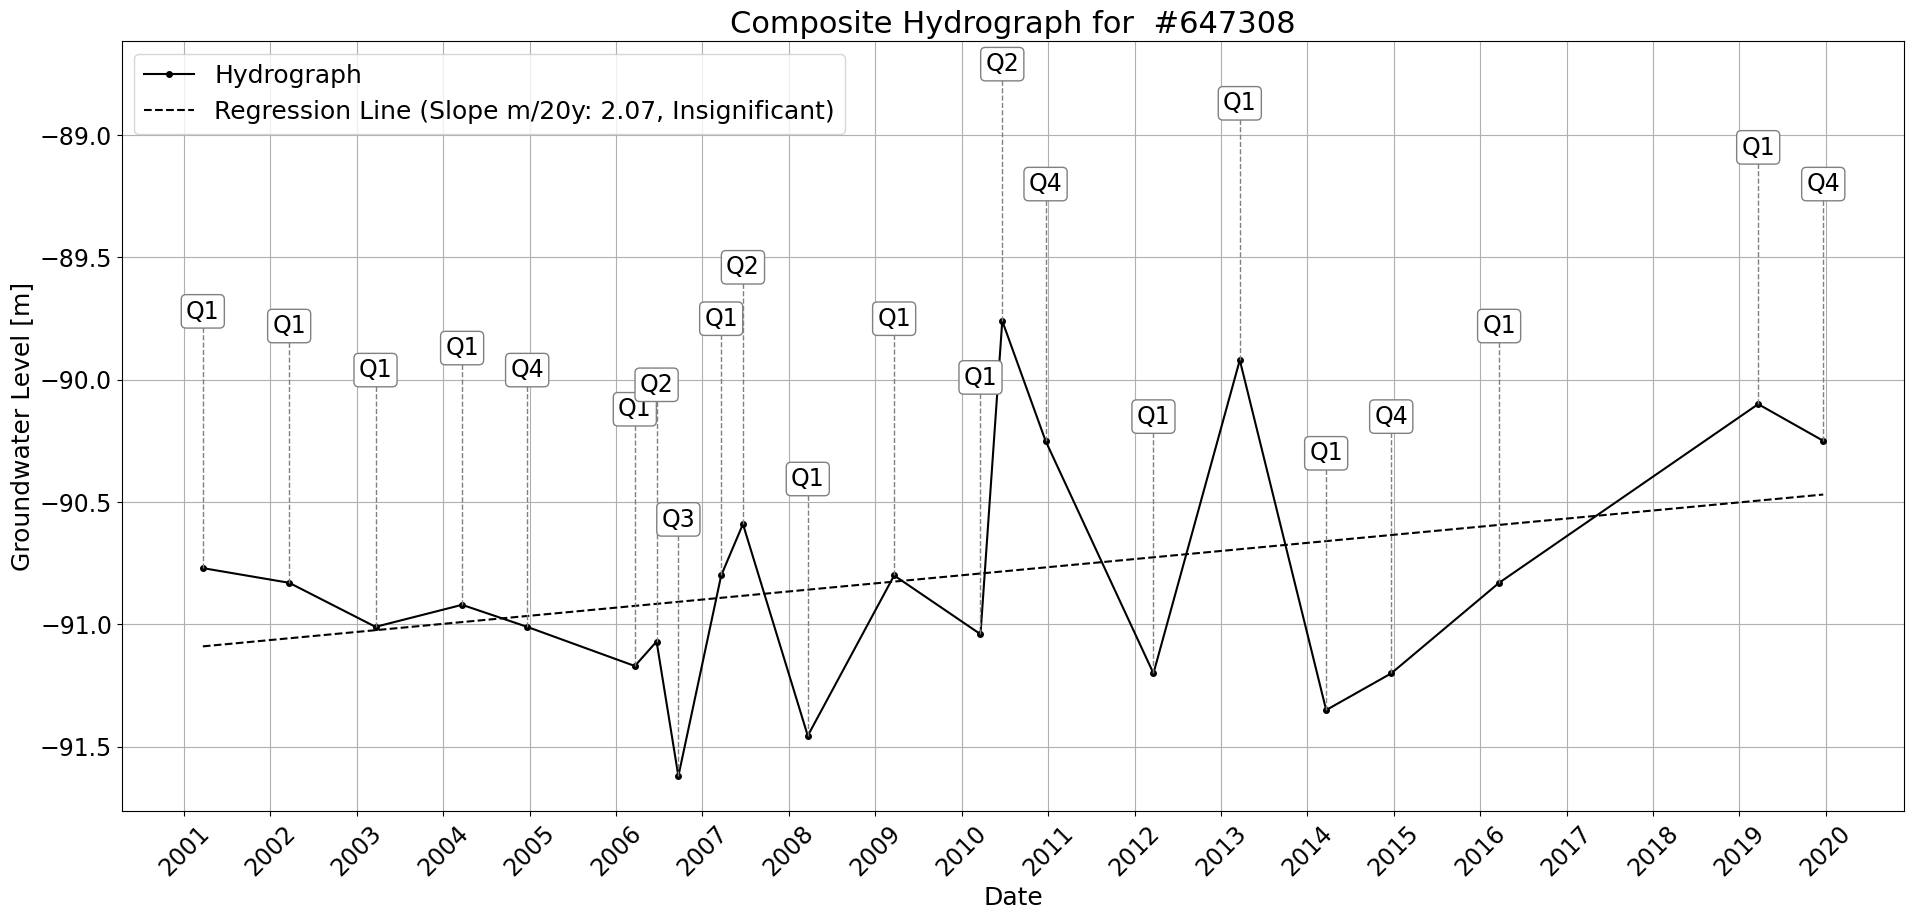 Composite Hydrograph for  #647308
Hydrograph
Regression Line (Slope m/20y: 2.07, Insignificant)
Groundwater Level [m]
−89.0
−89.5
−90.0
−90.5
−91.0
−91.5
Q1
Q1
Q1
Q1
Q4
Q1
Q2
Q3
Q1
Q2
Q1
Q1
Q1
Q2
Q4
Q1
Q1
Q1
Q4
Q1
Q1
Q4
2001
2002
2003
2004
2005
2006
2007
2008
2009
2010
2011
2012
2013
2014
2015
2016
2017
2018
2019
2020
Date